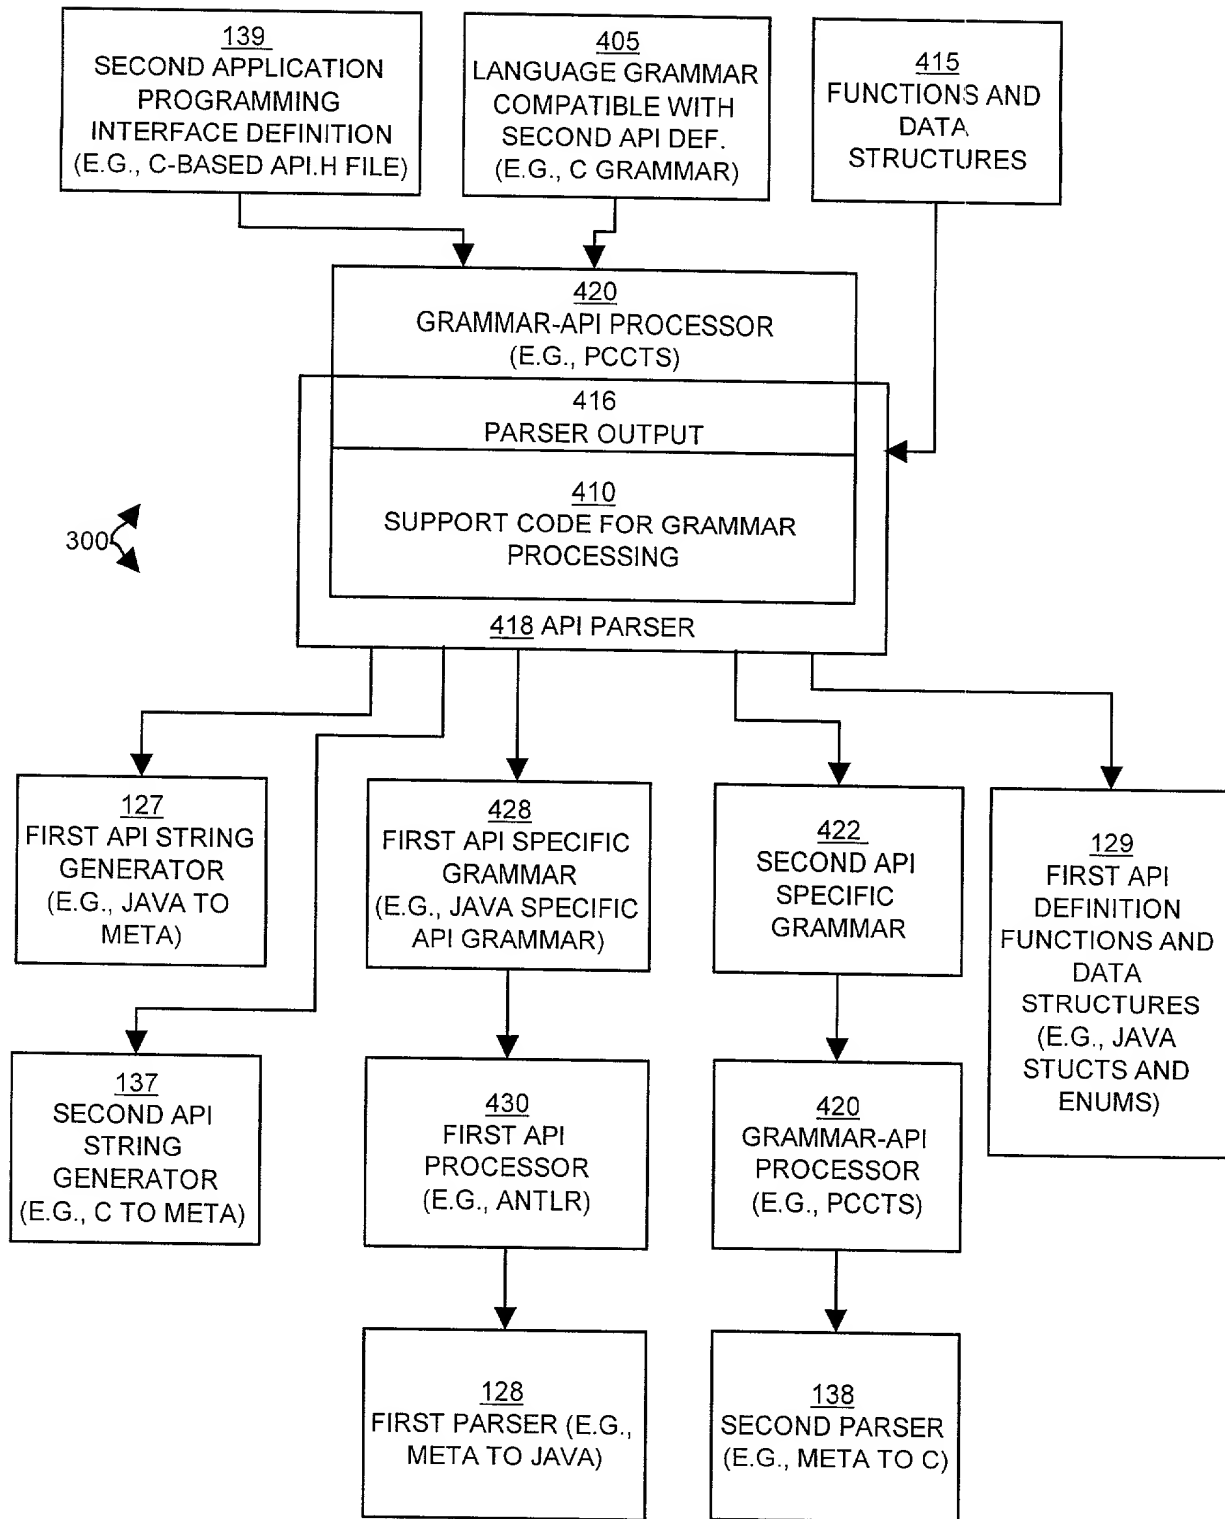 139
SECOND APPLICATION
PROGRAMMING
INTERFACE DEFINITION
(E.G., C-BASED API.H FILE)
405
LANGUAGE GRAMMAR
COMPATIBLE WITH
SECOND API DEF.
(E.G., C GRAMMAR)
415
FUNCTIONS AND
DATA
STRUCTURES
420
GRAMMAR-API PROCESSOR
(E.G., PCCTS)
416
PARSER OUTPUT
410
SUPPORT CODE FOR GRAMMAR
PROCESSING
418 API PARSER
300
127
FIRST API STRING
GENERATOR
(E.G., JAVA TO
META)
428
FIRST API SPECIFIC
GRAMMAR
(E.G., JAVA SPECIFIC
API GRAMMAR)
422
SECOND API
SPECIFIC
GRAMMAR
129
FIRST API
DEFINITION
FUNCTIONS AND
DATA
STRUCTURES
(E.G., JAVA
STUCTS AND
ENUMS)
137
SECOND API
STRING
GENERATOR
(E.G., C TO META)
430
FIRST API
PROCESSOR
(E.G., ANTLR)
420
GRAMMAR-API
PROCESSOR
(E.G., PCCTS)
128
FIRST PARSER (E.G.,
META TO JAVA)
138
SECOND PARSER
(E.G., META TO C)